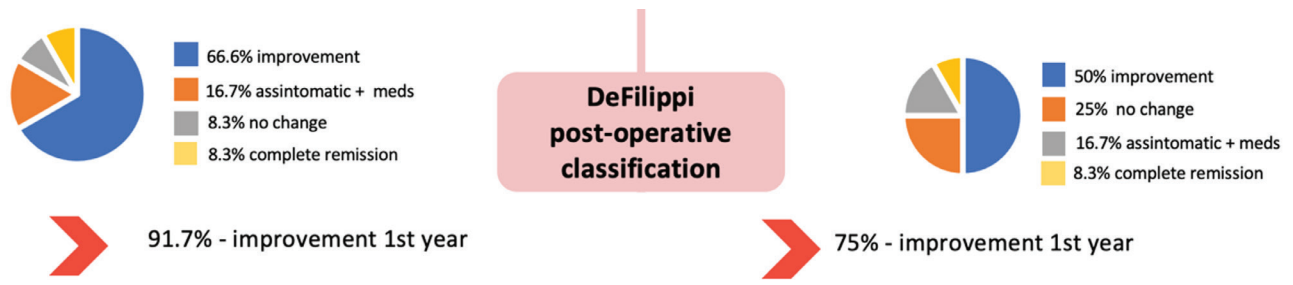 66.6% improvement
16.7% assintomatic + meds
8.3% no change
8.3% complete remission
91.7% - improvement 1st year
DeFilippi
post-operative
classification
50% improvement
25% no change
16.7% assintomatic + meds
8.3% complete remission
75% - improvement 1st year